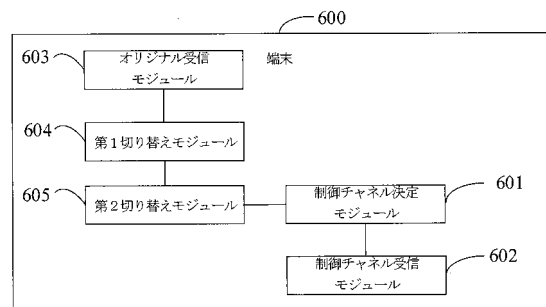 600
603
オリジナル受信
モジュール
端末
604
第1切り替えモジュール
605
第2切り替えモジュール
制御チャネル決定
モジュール
601
制御チャネル受信
モジュール
602